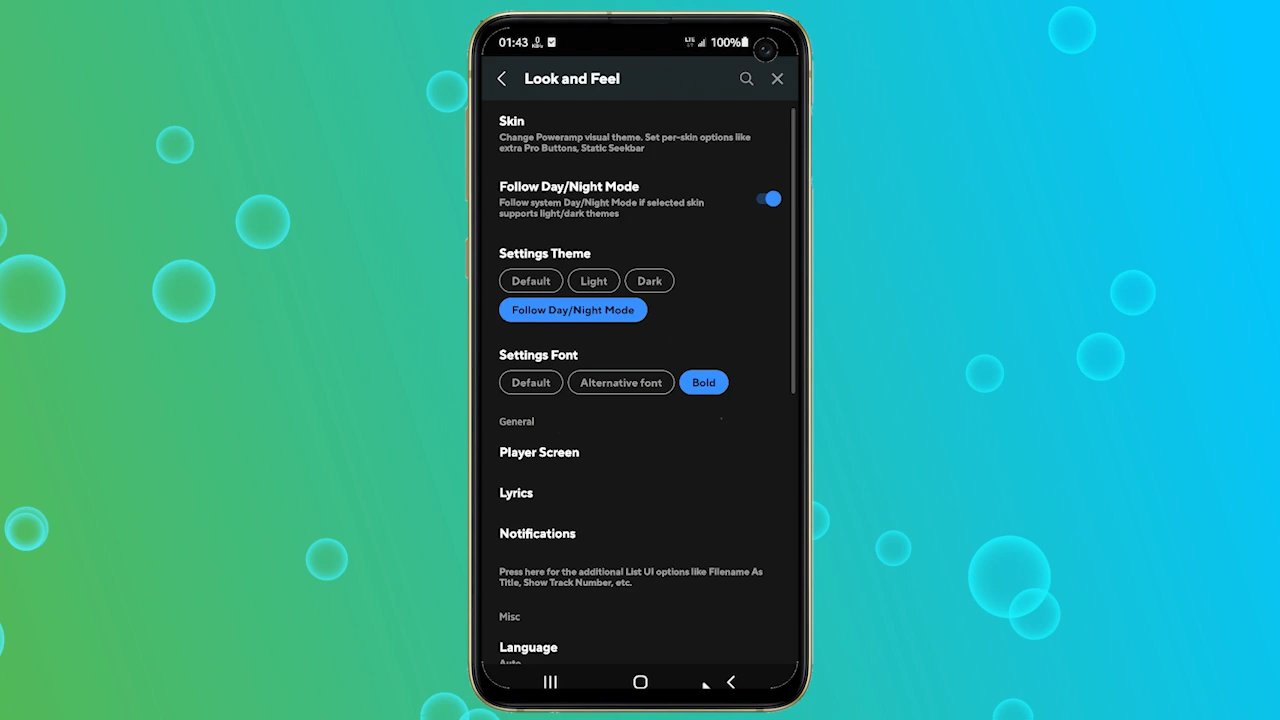 01:43 0 KB/s LTE 100%
Look and Feel
Skin
Change Poweramp visual theme. Set per-skin options like
extra Pro Buttons, Static Seekbar
Follow Day/Night Mode
Follow system Day/Night Mode if selected skin
supports light/dark themes
Settings Theme
Default Light Dark
Follow Day/Night Mode
Settings Font
Default Alternative font Bold
General
Player Screen
Lyrics
Notifications
Press here for the additional List UI options like Filename As
Title, Show Track Number, etc.
Misc
Language
Auto